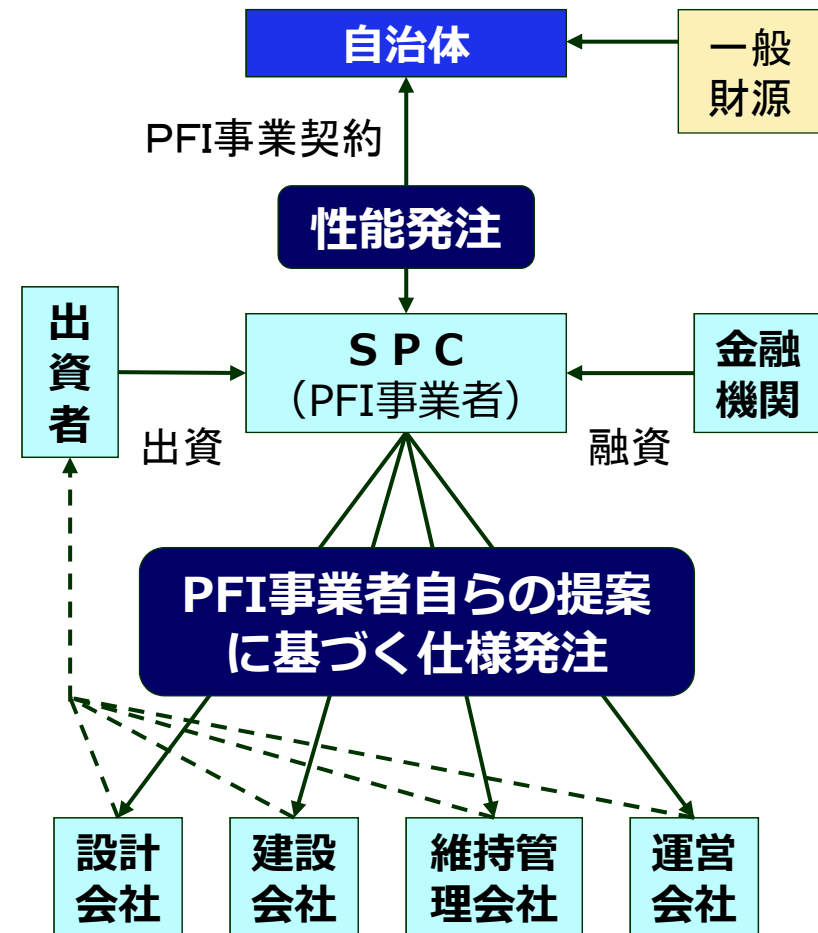 自治体
一般
財源
PFI事業契約
性能発注
出
資
者
ＳＰＣ
（PFI事業者）
金融
機関
出資
融資
PFI事業者自らの提案
に基づく仕様発注
設計
会社
建設
会社
維持管
理会社
運営
会社